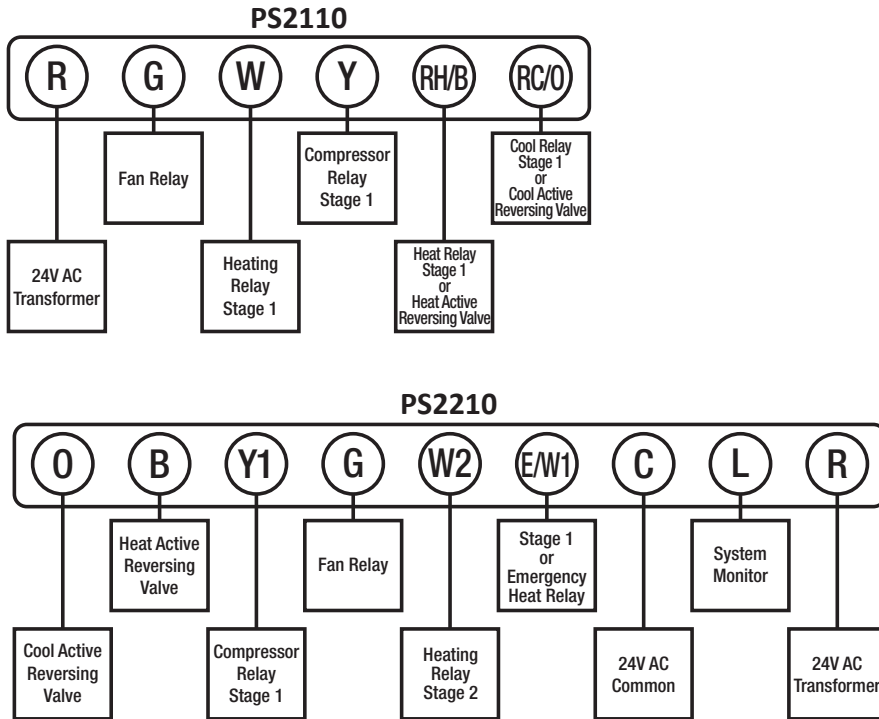 PS2110
R G W Y RH/B RC/O
Fan Relay
Compressor
Relay
Stage 1
Cool Relay
Stage 1
or
Cool Active
Reversing Valve
24V AC
Transformer
Heating
Relay
Stage 1
Heat Relay
Stage 1
or
Heat Active
Reversing Valve
PS2210
O B Y1 G W2 E/W1 C L R
Heat Active
Reversing
Valve
Fan Relay
Stage 1
or
Emergency
Heat Relay
System
Monitor
Cool Active
Reversing
Valve
Compressor
Relay
Stage 1
Heating
Relay
Stage 2
24V AC
Common
24V AC
Transformer